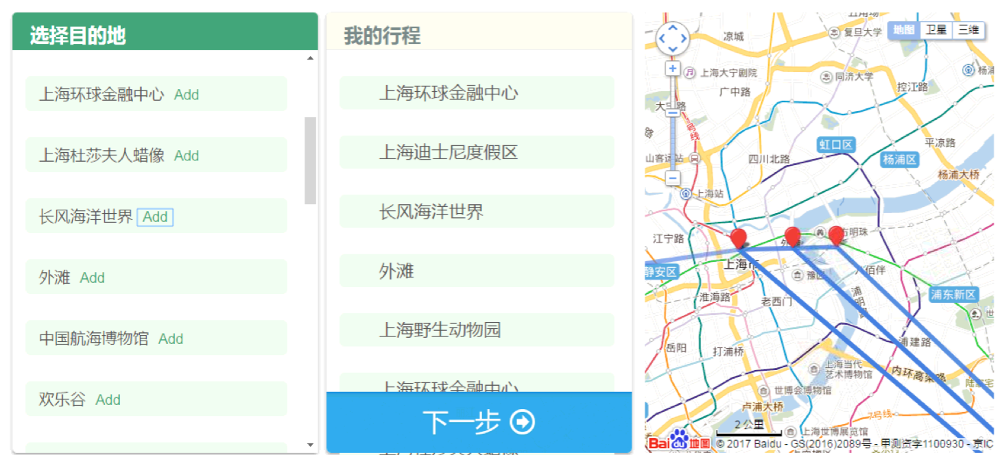 选择目的地
上海环球金融中心 Add
上海杜莎夫人蜡像 Add
长风海洋世界 Add
外滩 Add
中国航海博物馆 Add
欢乐谷 Add
我的行程
上海环球金融中心
上海迪士尼度假区
长风海洋世界
外滩
上海野生动物园
上海环球金融中心
下一步
地图 卫星 三维
凉城
复旦大学
上海大宁剧院
同济大学
杨浦
广中路
控江路
1号线
平凉路
虹口区
四川北路
杨浦区
杨浦大桥
上海站
江宁路
方明珠
上海市
静安区
豫园
八佰伴
淮海路
老西门
浦东新区
岳阳
打浦桥
浦建路
上海当代
艺术博物馆
内环高架路
世博会博物馆
卢浦大桥
7号线
2 公里
上海世博展览馆
Baidu地图
© 2017 Baidu - GS(2016)2089号 - 甲测资字1100930 - 京IC